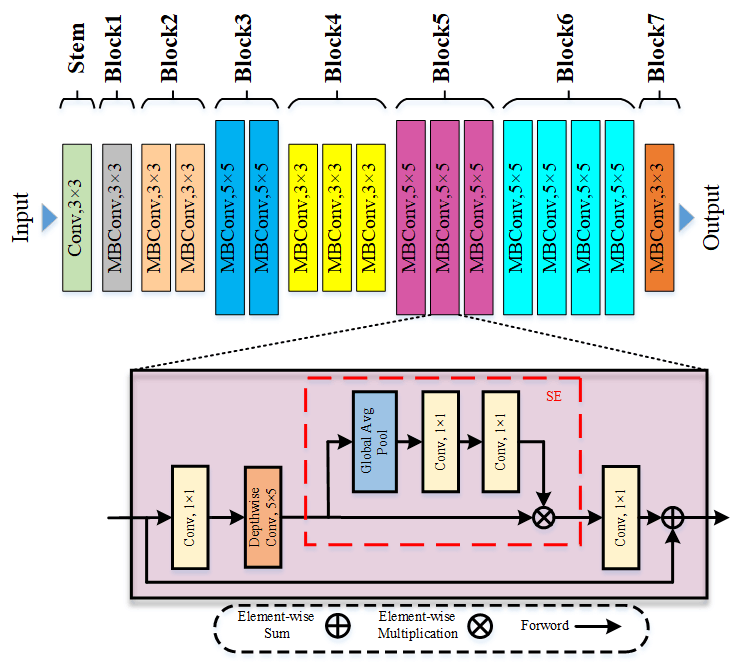 Stem
Block1
Block2
Block3
Block4
Block5
Block6
Block7
Input
Conv,3×3
MBConv,3×3
MBConv,3×3
MBConv,3×3
MBConv,5×5
MBConv,5×5
MBConv,3×3
MBConv,3×3
MBConv,3×3
MBConv,5×5
MBConv,5×5
MBConv,5×5
MBConv,5×5
MBConv,5×5
MBConv,5×5
MBConv,5×5
MBConv,3×3
Output
SE
Global Avg
Pool
Conv, 1×1
Conv, 1×1
Conv, 1×1
Depthwise
Conv, 5×5
Conv, 1×1
Element-wise
Sum
Element-wise
Multiplication
Forword